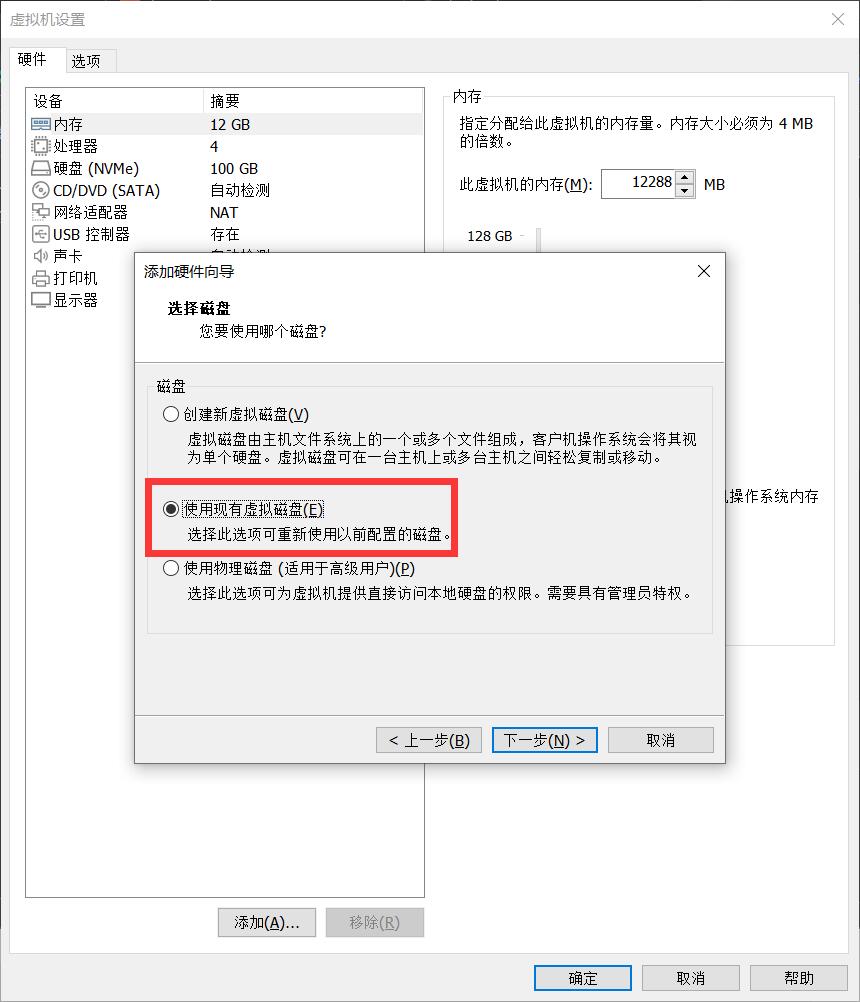 虚拟机设置
硬件 选项
设备 摘要
内存 12 GB
处理器 4
硬盘 (NVMe) 100 GB
CD/DVD (SATA) 自动检测
网络适配器 NAT
USB 控制器 存在
声卡
打印机
显示器
添加(A)... 移除(R)
内存
指定分配给此虚拟机的内存量。内存大小必须为 4 MB
的倍数。
此虚拟机的内存(M): 12288 MB
128 GB
操作系统内存
添加硬件向导
选择磁盘
您要使用哪个磁盘?
磁盘
创建新虚拟磁盘(V)
虚拟磁盘由主机文件系统上的一个或多个文件组成，客户机操作系统会将其视
为单个硬盘。虚拟磁盘可在一台主机上或多台主机之间轻松复制或移动。
使用现有虚拟磁盘(E)
选择此选项可重新使用以前配置的磁盘。
使用物理磁盘 (适用于高级用户)(P)
选择此选项可为虚拟机提供直接访问本地硬盘的权限。需要具有管理员特权。
< 上一步(B) 下一步(N) > 取消
确定 取消 帮助